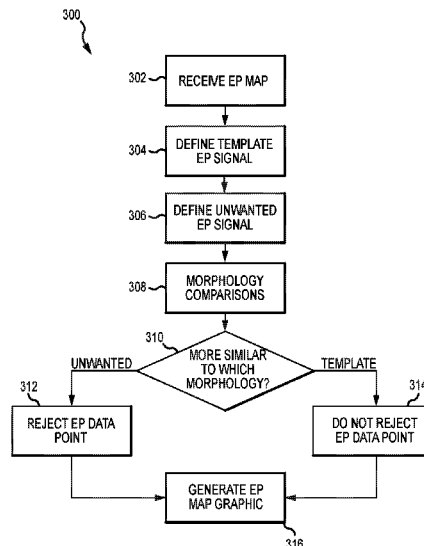 300
302
RECEIVE EP MAP
304
DEFINE TEMPLATE
EP SIGNAL
306
DEFINE UNWANTED
EP SIGNAL
308
MORPHOLOGY
COMPARISONS
310
MORE SIMILAR
TO WHICH
MORPHOLOGY?
UNWANTED
TEMPLATE
312
REJECT EP DATA
POINT
314
DO NOT REJECT
EP DATA POINT
GENERATE EP
MAP GRAPHIC
316